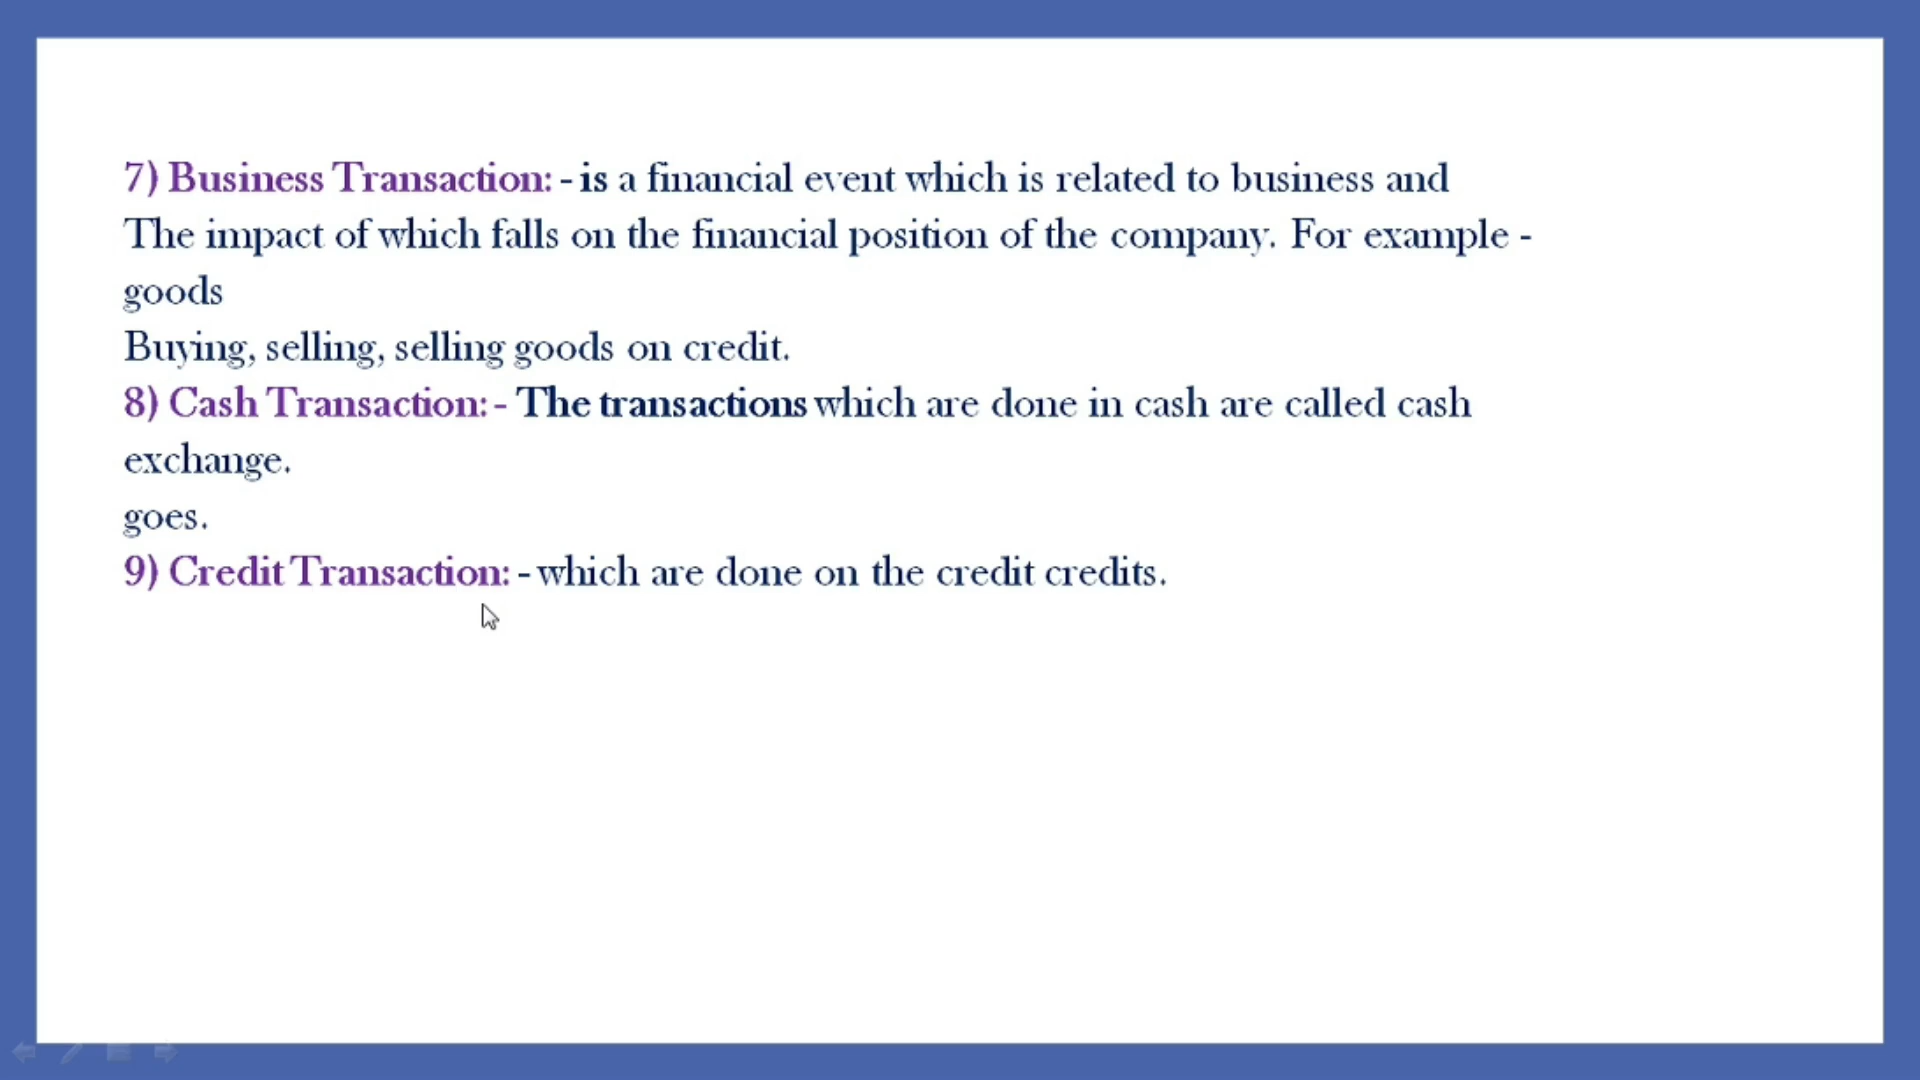 7) Business Transaction: - is a financial event which is related to business and
The impact of which falls on the financial position of the company. For example -
goods
Buying, selling, selling goods on credit.
8) Cash Transaction: - The transactions which are done in cash are called cash
exchange.
goes.
9) Credit Transaction: - which are done on the credit credits.